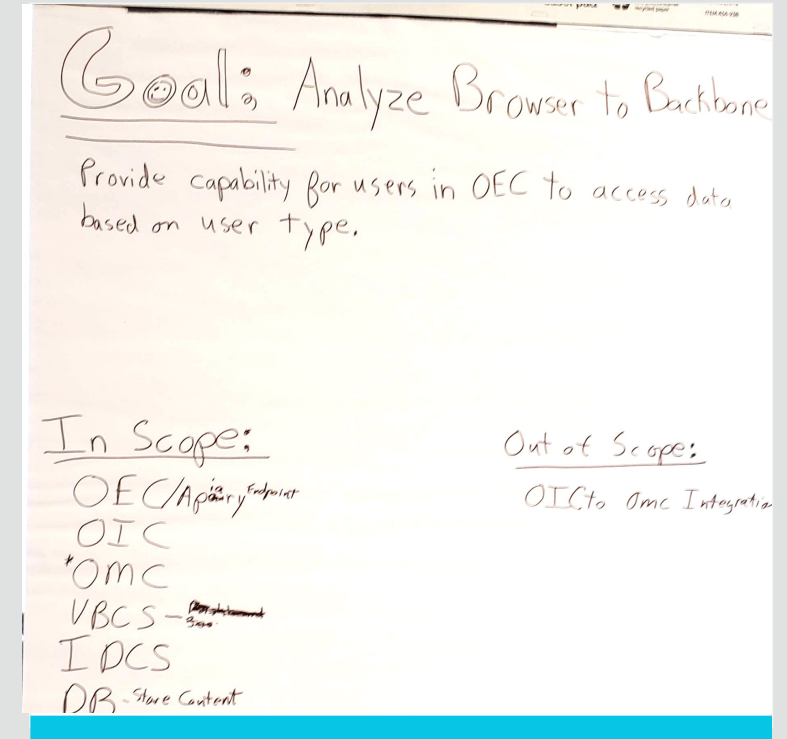 Goal: Analyze Browser to Backbone
Provide capability for users in OEC to access data
based on user type.
In Scope:
OEC/Apiary Endpoint
OIC
*OMC
VBCS -
IDCS
DB - Store Content
Out of Scope:
OIC to OMC Integration